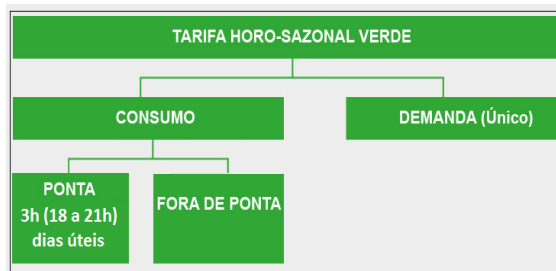 TARIFA HORO-SAZONAL VERDE
CONSUMO
DEMANDA (Único)
PONTA
3h (18 a 21h)
dias úteis
FORA DE PONTA